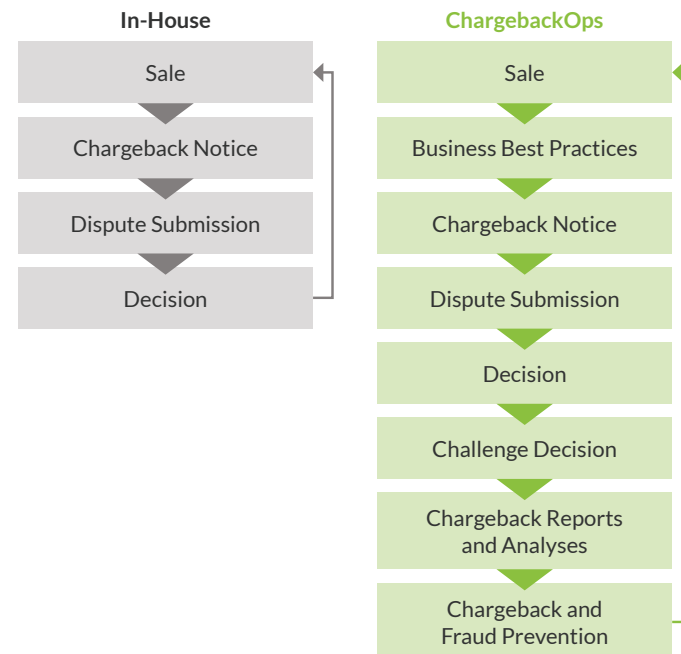 In-House
Sale
Chargeback Notice
Dispute Submission
Decision
ChargebackOps
Sale
Business Best Practices
Chargeback Notice
Dispute Submission
Decision
Challenge Decision
Chargeback Reports
and Analyses
Chargeback and
Fraud Prevention